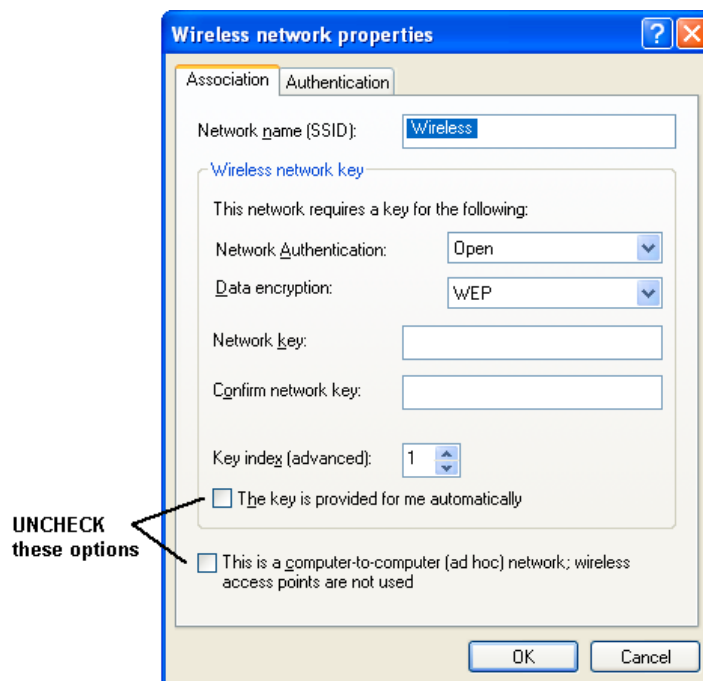 Wireless network properties
Association
Authentication
Network name (SSID):
Wireless
Wireless network key
This network requires a key for the following:
Network Authentication:
Open
Data encryption:
WEP
Network key:
Confirm network key:
Key index (advanced):
1
The key is provided for me automatically
UNCHECK
these options
This is a computer-to-computer (ad hoc) network; wireless
access points are not used
OK
Cancel